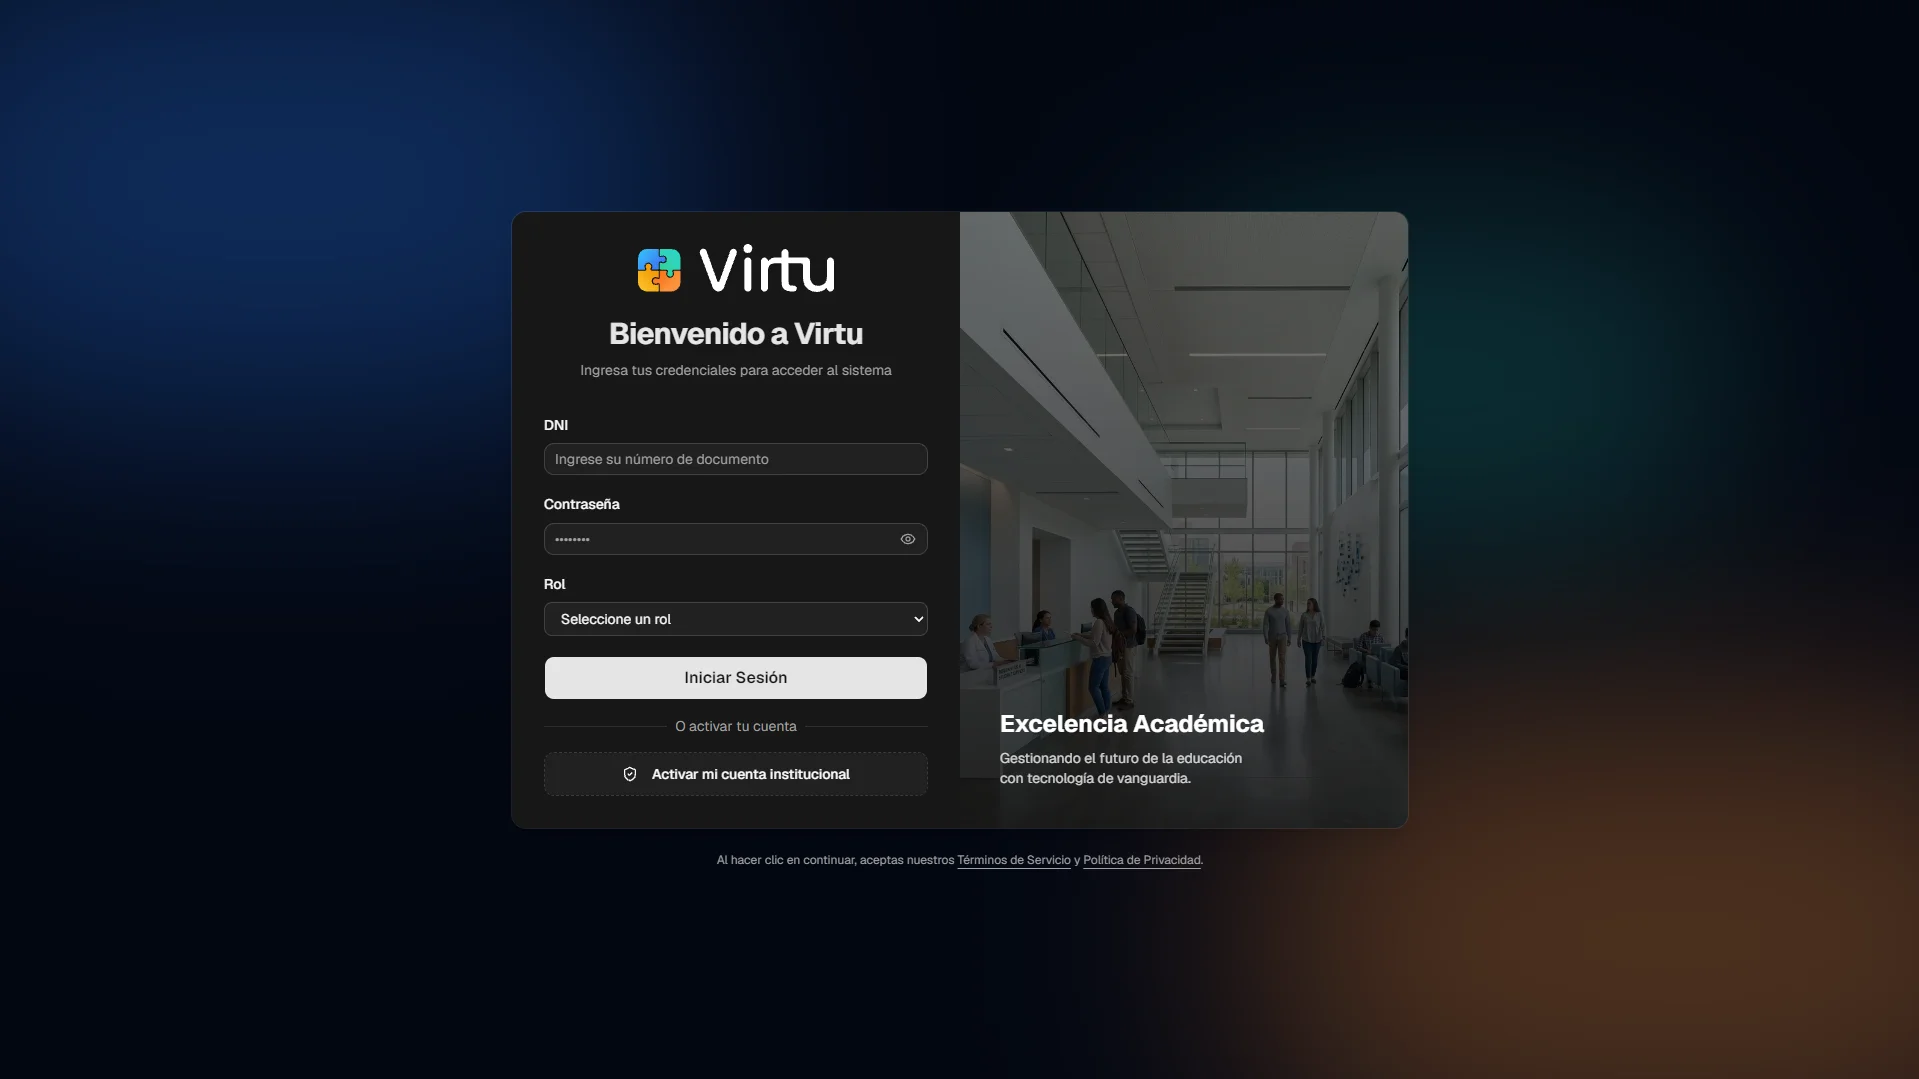 Virtu
Bienvenido a Virtu
Ingresa tus credenciales para acceder al sistema
DNI
Ingrese su número de documento
Contraseña
••••••••
Rol
Seleccione un rol
Iniciar Sesión
O activar tu cuenta
Activar mi cuenta institucional
Excelencia Académica
Gestionando el futuro de la educación
con tecnología de vanguardia.
Al hacer clic en continuar, aceptas nuestros Términos de Servicio y Política de Privacidad.